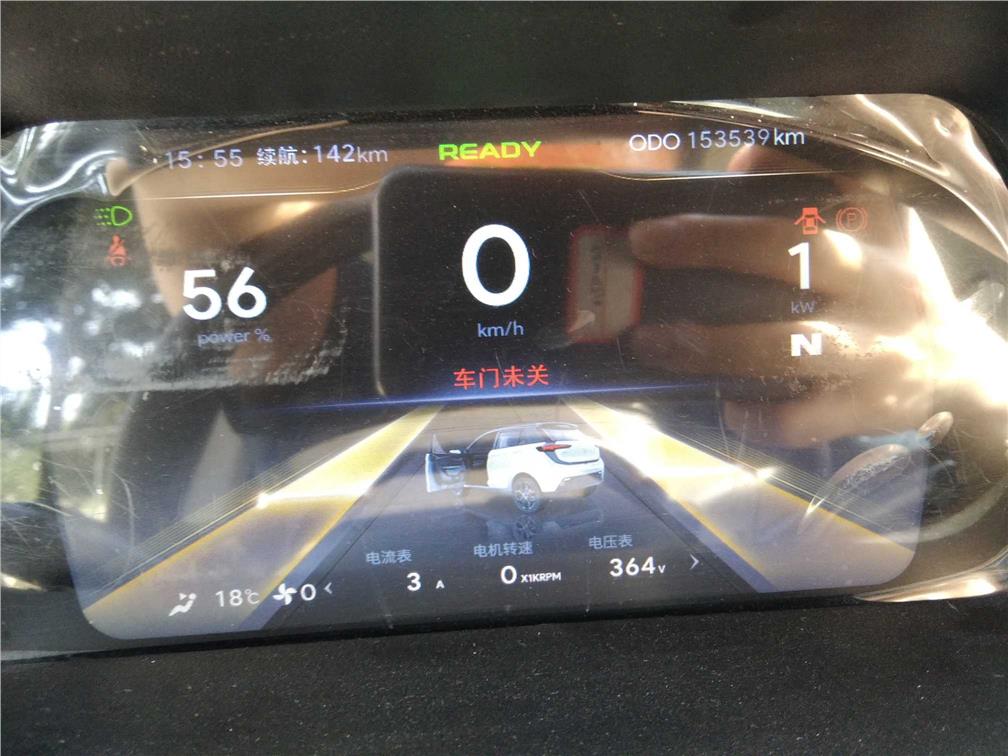 15:55 续航:142km READY ODO 153539km
56
power %
0
km/h
1
kW
N
车门未关
电流表 电机转速 电压表
3 A 0 X1KRPM 364v
18℃ 0